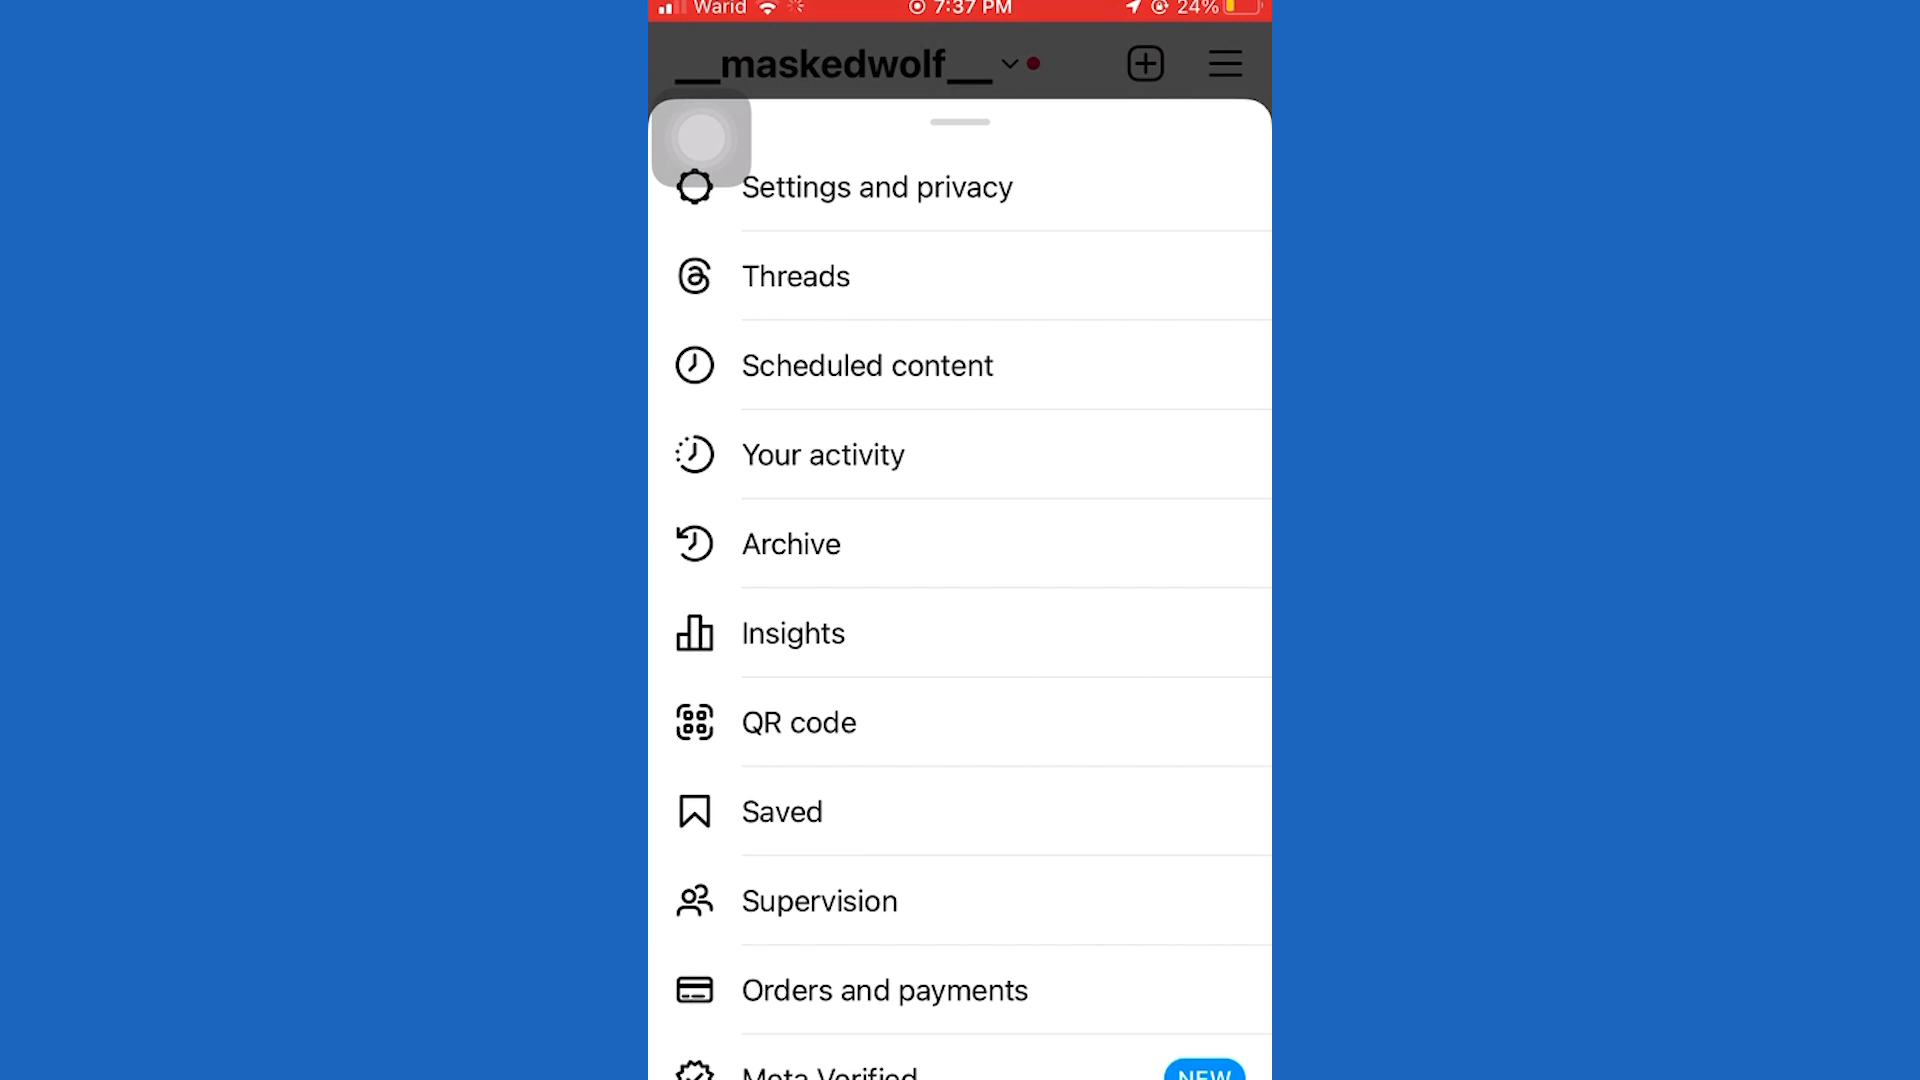 Warid 7:37 PM 24%
__maskedwolf__
Settings and privacy
Threads
Scheduled content
Your activity
Archive
Insights
QR code
Saved
Supervision
Orders and payments
Meta Verified NEW